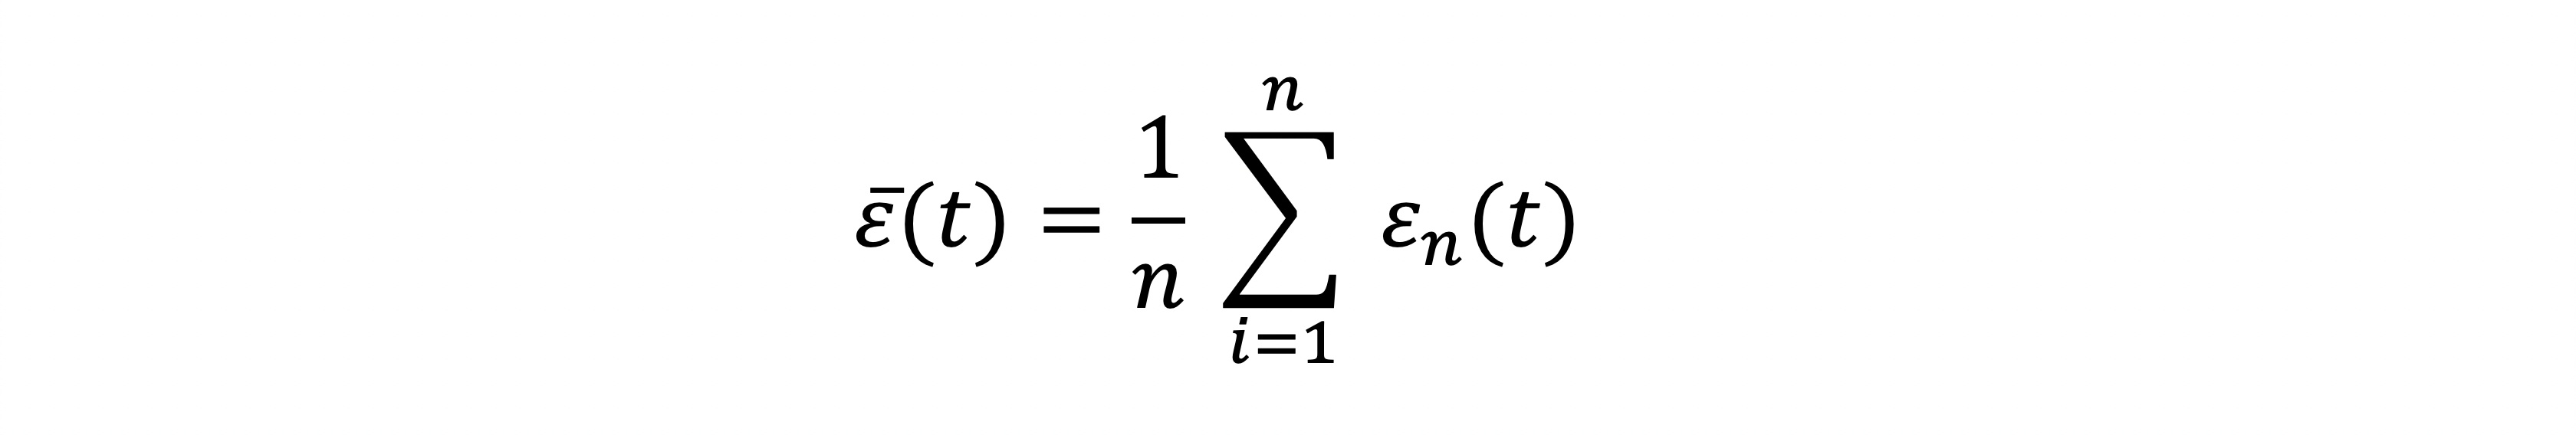 ε̄(t) = 1/n ∑_{i=1}^{n} ε_n(t)